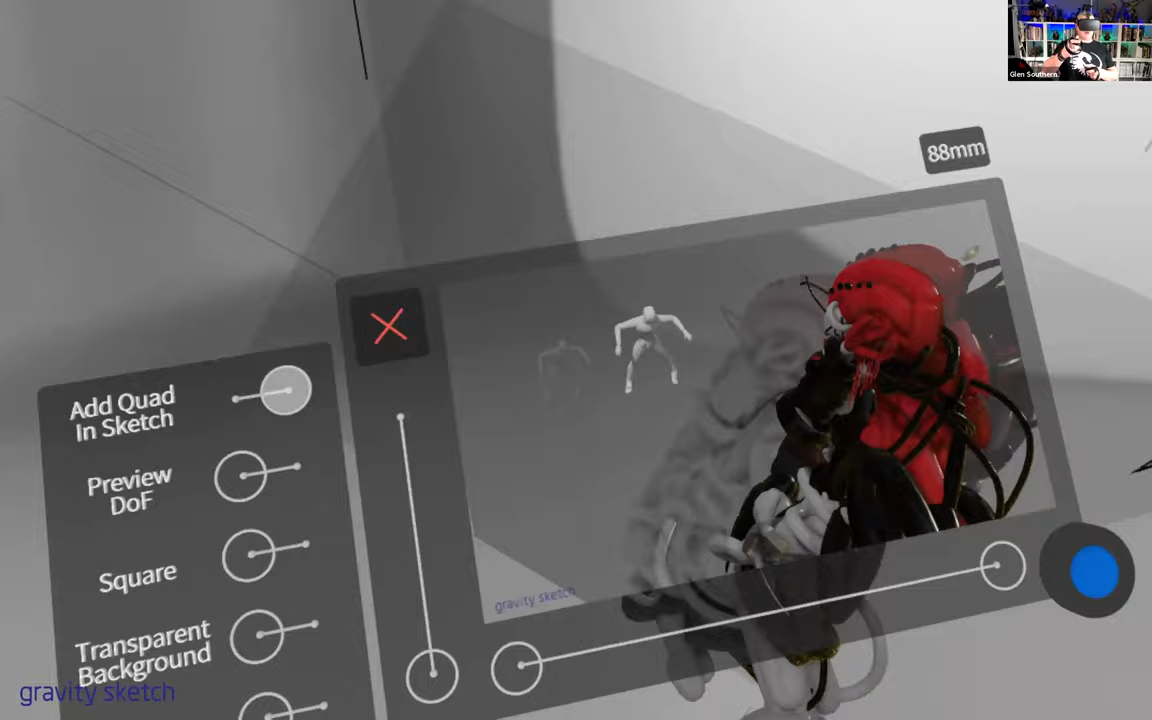 Glen Southern
88mm
Add Quad
In Sketch
Preview
DoF
Square
Transparent
Background
gravity sketch
gravity sketch